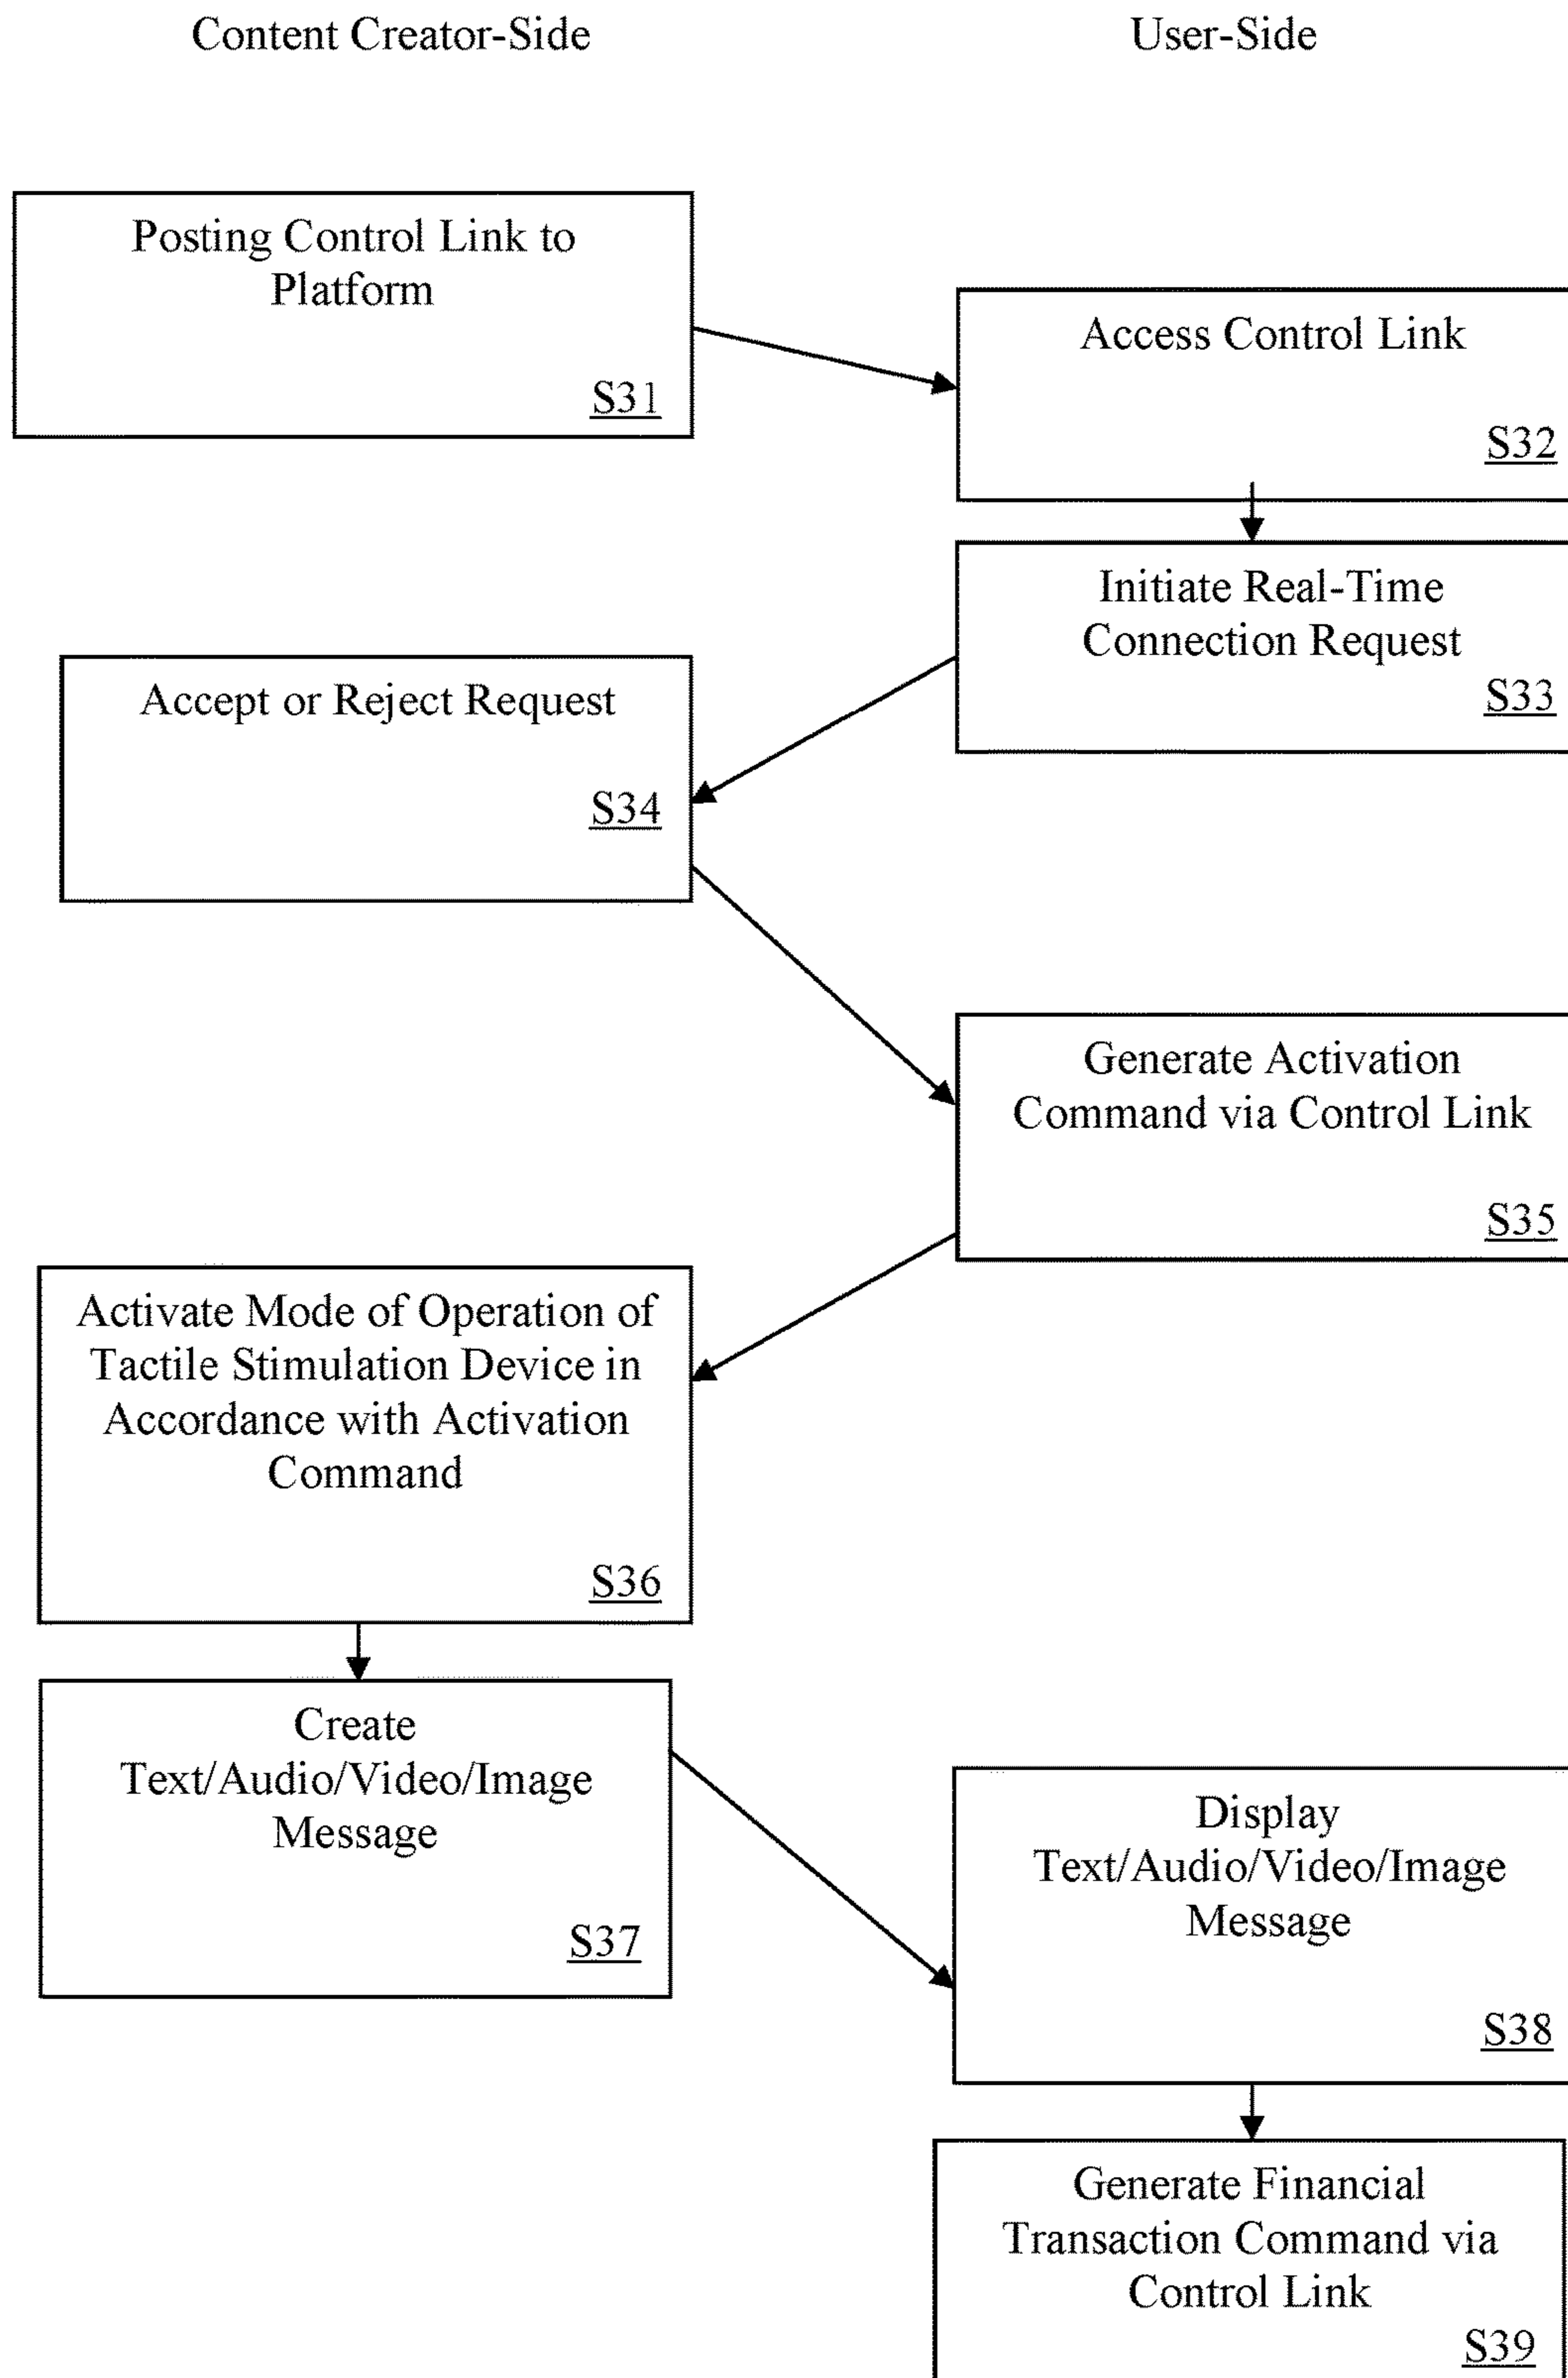 Content Creator-Side
User-Side
Posting Control Link to
Platform
S31
Access Control Link
S32
Initiate Real-Time
Connection Request
S33
Accept or Reject Request
S34
Generate Activation
Command via Control Link
S35
Activate Mode of Operation of
Tactile Stimulation Device in
Accordance with Activation
Command
S36
Create
Text/Audio/Video/Image
Message
S37
Display
Text/Audio/Video/Image
Message
S38
Generate Financial
Transaction Command via
Control Link
S39